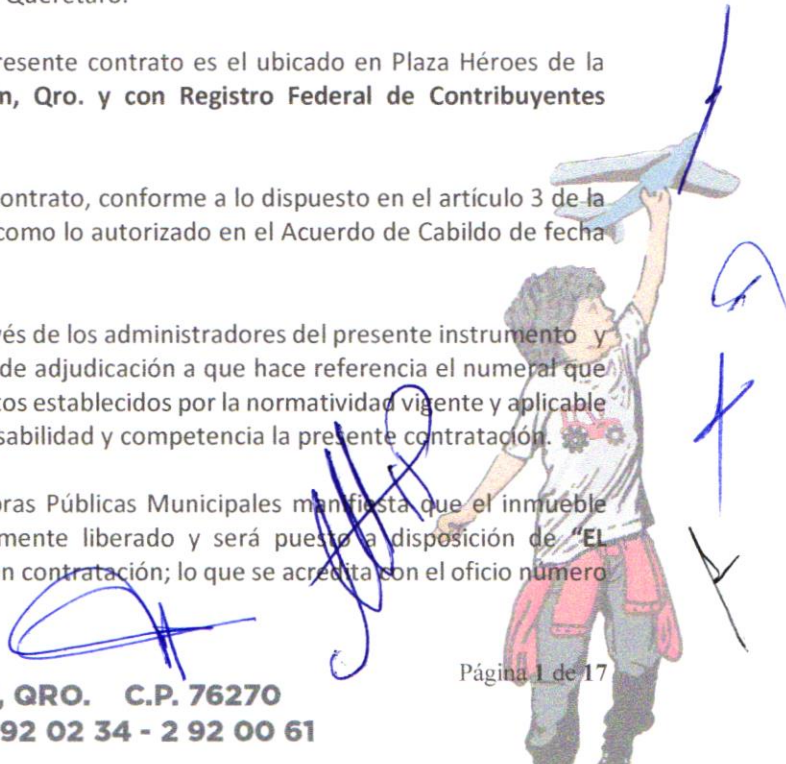 Querétaro.
resente contrato es el ubicado en Plaza Héroes de la
n, Qro. y con Registro Federal de Contribuyentes
ontrato, conforme a lo dispuesto en el artículo 3 de la
como lo autorizado en el Acuerdo de Cabildo de fecha
vés de los administradores del presente instrumento y
de adjudicación a que hace referencia el numeral que
tos establecidos por la normatividad vigente y aplicable
sabilidad y competencia la presente contratación.
bras Públicas Municipales manifiesta que el inmueble
mente liberado y será puesto a disposición de "EL
n contratación; lo que se acredita con el oficio número
Página 1 de 17
, QRO. C.P. 76270
92 02 34 - 2 92 00 61